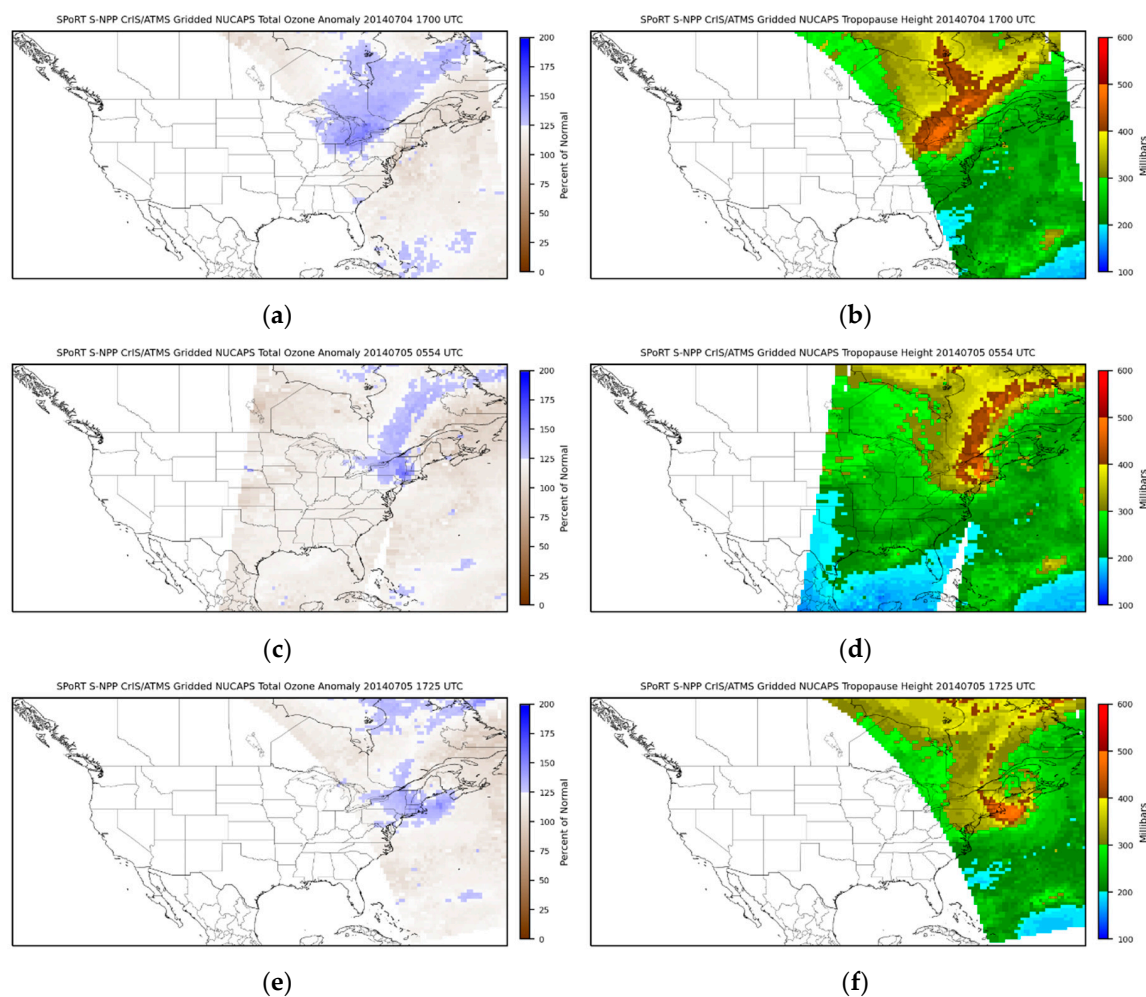 SPoRT S-NPP CrIS/ATMS Gridded NUCAPS Total Ozone Anomaly 20140704 1700 UTC
200
175
150
125
100
75
50
25
0
Percent of Normal
(a)
SPoRT S-NPP CrIS/ATMS Gridded NUCAPS Tropopause Height 20140704 1700 UTC
600
500
400
300
200
100
Millibars
(b)
SPoRT S-NPP CrIS/ATMS Gridded NUCAPS Total Ozone Anomaly 20140705 0554 UTC
200
175
150
125
100
75
50
25
0
Percent of Normal
(c)
SPoRT S-NPP CrIS/ATMS Gridded NUCAPS Tropopause Height 20140705 0554 UTC
600
500
400
300
200
100
Millibars
(d)
SPoRT S-NPP CrIS/ATMS Gridded NUCAPS Total Ozone Anomaly 20140705 1725 UTC
200
175
150
125
100
75
50
25
0
Percent of Normal
(e)
SPoRT S-NPP CrIS/ATMS Gridded NUCAPS Tropopause Height 20140705 1725 UTC
600
500
400
300
200
100
Millibars
(f)